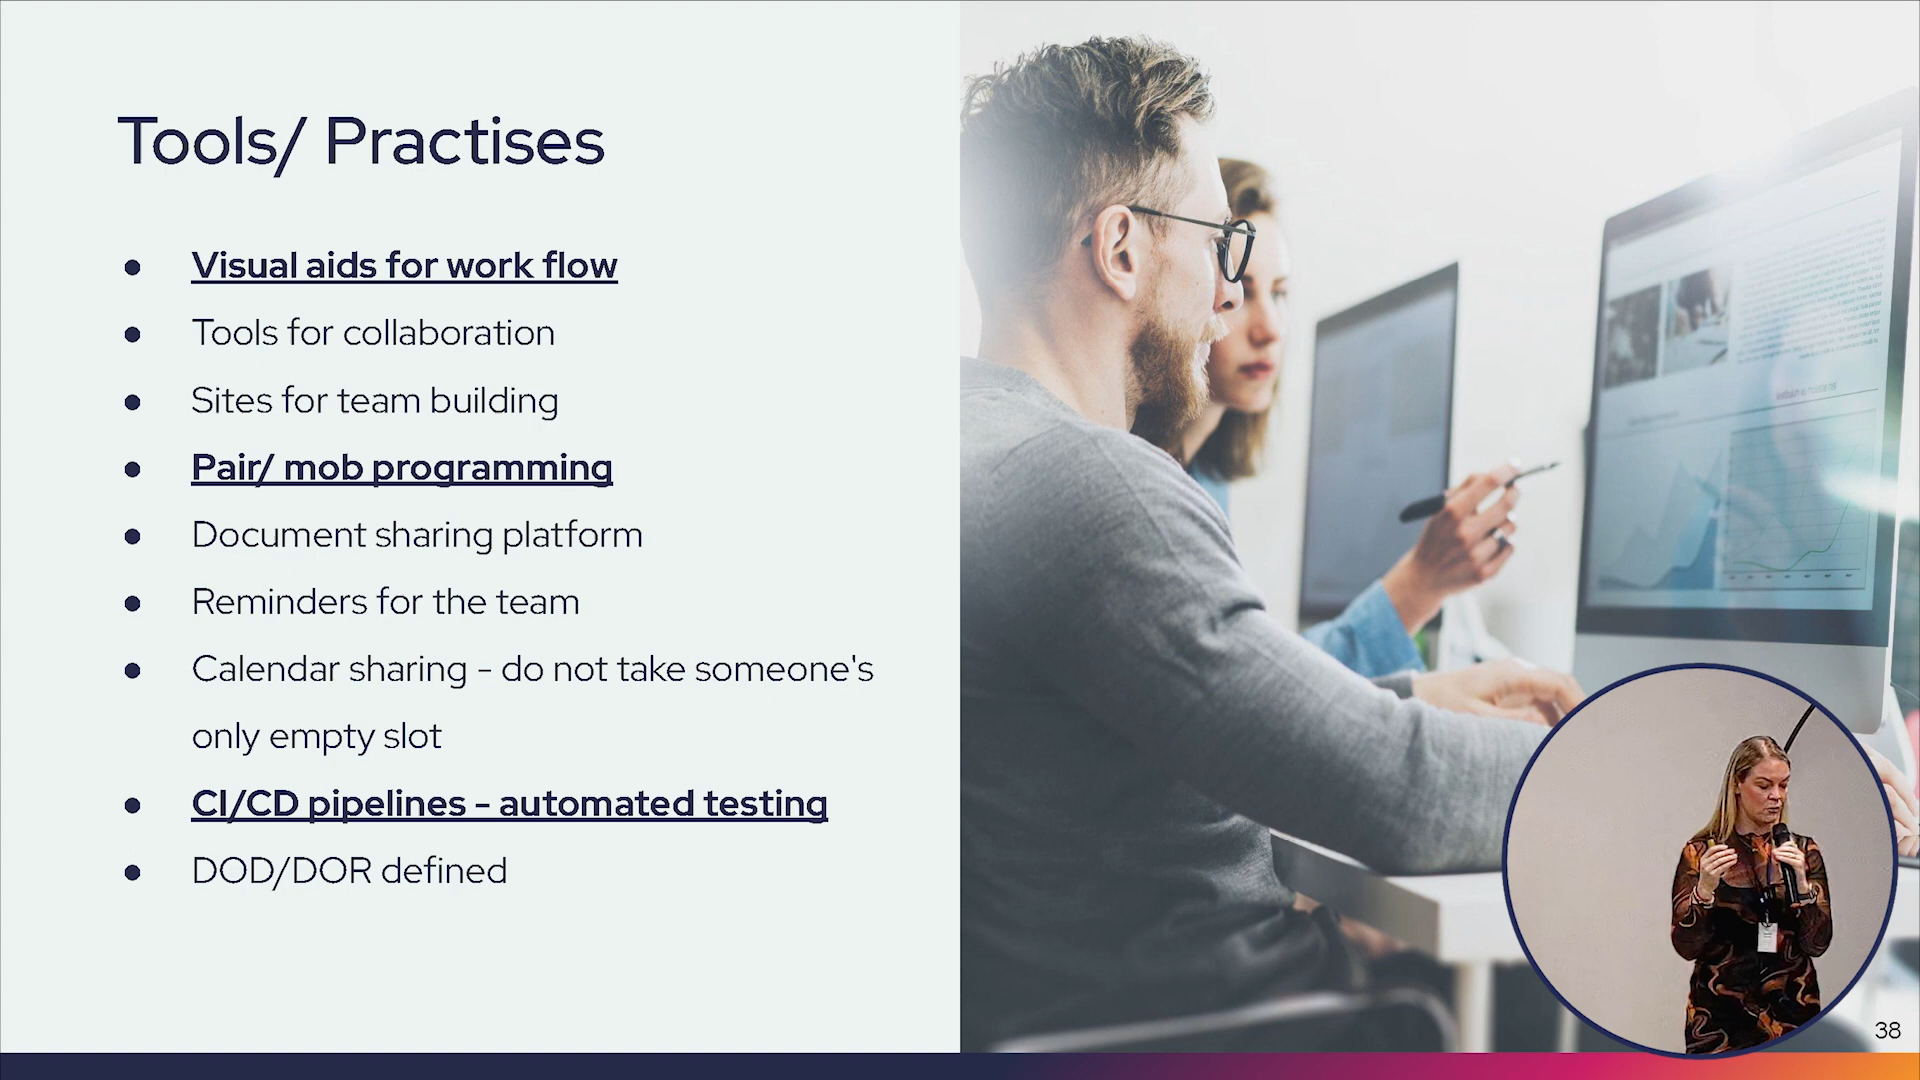 Tools/ Practises
● Visual aids for work flow
● Tools for collaboration
● Sites for team building
● Pair/ mob programming
● Document sharing platform
● Reminders for the team
● Calendar sharing - do not take someone's
only empty slot
● CI/CD pipelines - automated testing
● DOD/DOR defined
38